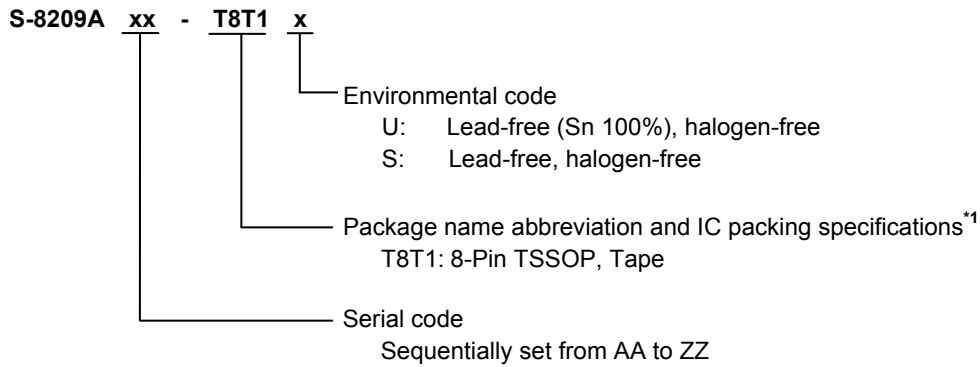 S-8209A xx - T8T1 x
Environmental code
U: Lead-free (Sn 100%), halogen-free
S: Lead-free, halogen-free
Package name abbreviation and IC packing specifications*1
T8T1: 8-Pin TSSOP, Tape
Serial code
Sequentially set from AA to ZZ